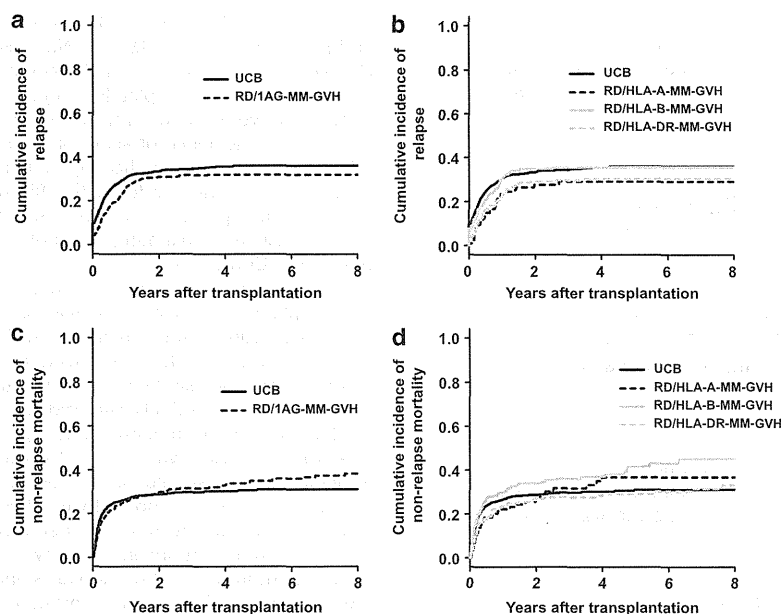 a
Cumulative incidence of
relapse
1.0
0.8
0.6
0.4
0.2
0.0
UCB
RD/1AG-MM-GVH
0 2 4 6 8
Years after transplantation
b
Cumulative incidence of
relapse
1.0
0.8
0.6
0.4
0.2
0.0
UCB
RD/HLA-A-MM-GVH
RD/HLA-B-MM-GVH
RD/HLA-DR-MM-GVH
0 2 4 6 8
Years after transplantation
c
Cumulative incidence of
non-relapse mortality
1.0
0.8
0.6
0.4
0.2
0.0
UCB
RD/1AG-MM-GVH
0 2 4 6 8
Years after transplantation
d
Cumulative incidence of
non-relapse mortality
1.0
0.8
0.6
0.4
0.2
0.0
UCB
RD/HLA-A-MM-GVH
RD/HLA-B-MM-GVH
RD/HLA-DR-MM-GVH
0 2 4 6 8
Years after transplantation